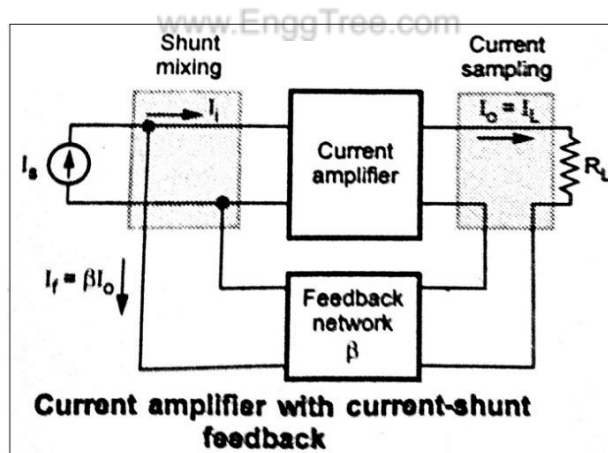 www.EnggTree.com
Shunt
mixing
Current
sampling
Iᵢ
Iₒ = I_L
Iₛ
Current
amplifier
R_L
I_f = βIₒ
Feedback
network
β
Current amplifier with current-shunt
feedback